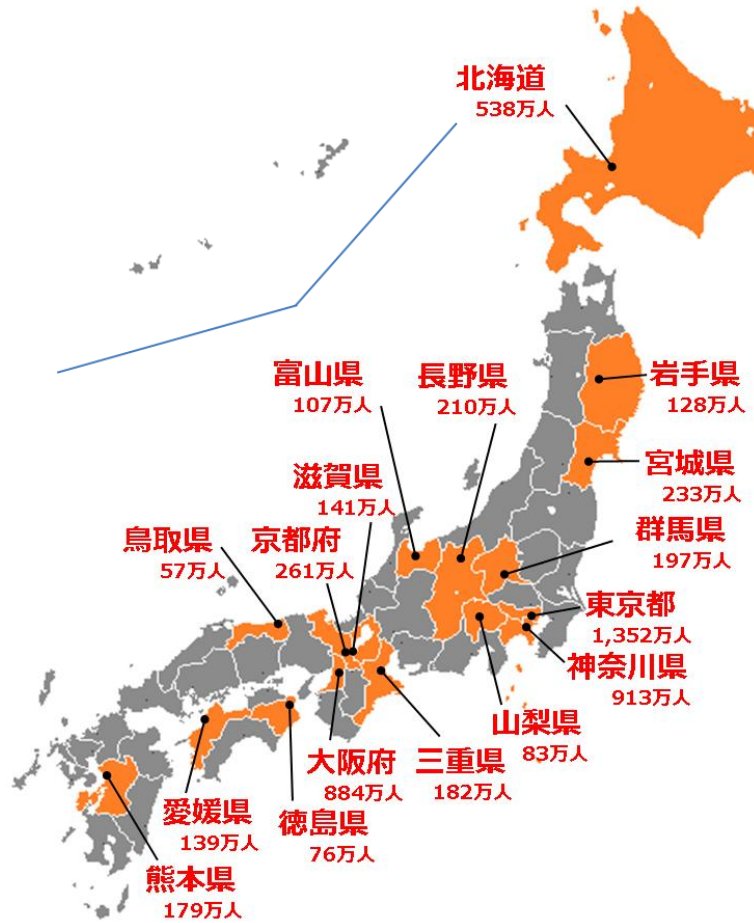 北海道
538万人
富山県
107万人
長野県
210万人
岩手県
128万人
滋賀県
141万人
宮城県
233万人
鳥取県
57万人
京都府
261万人
群馬県
197万人
東京都
1,352万人
神奈川県
913万人
山梨県
83万人
大阪府
884万人
三重県
182万人
愛媛県
139万人
徳島県
76万人
熊本県
179万人